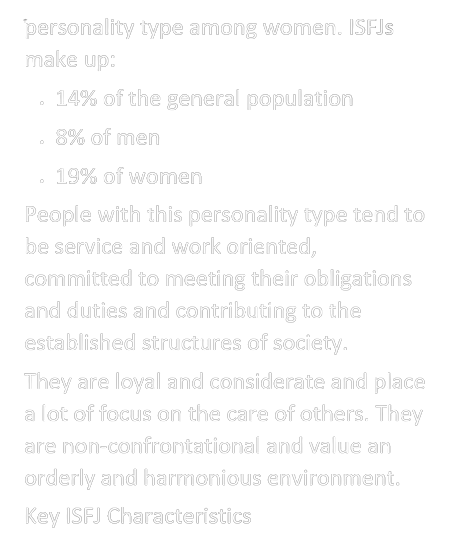 personality type among women. ISFJs
make up:
• 14% of the general population
• 8% of men
• 19% of women
People with this personality type tend to
be service and work oriented,
committed to meeting their obligations
and duties and contributing to the
established structures of society.
They are loyal and considerate and place
a lot of focus on the care of others. They
are non-confrontational and value an
orderly and harmonious environment.
Key ISFJ Characteristics